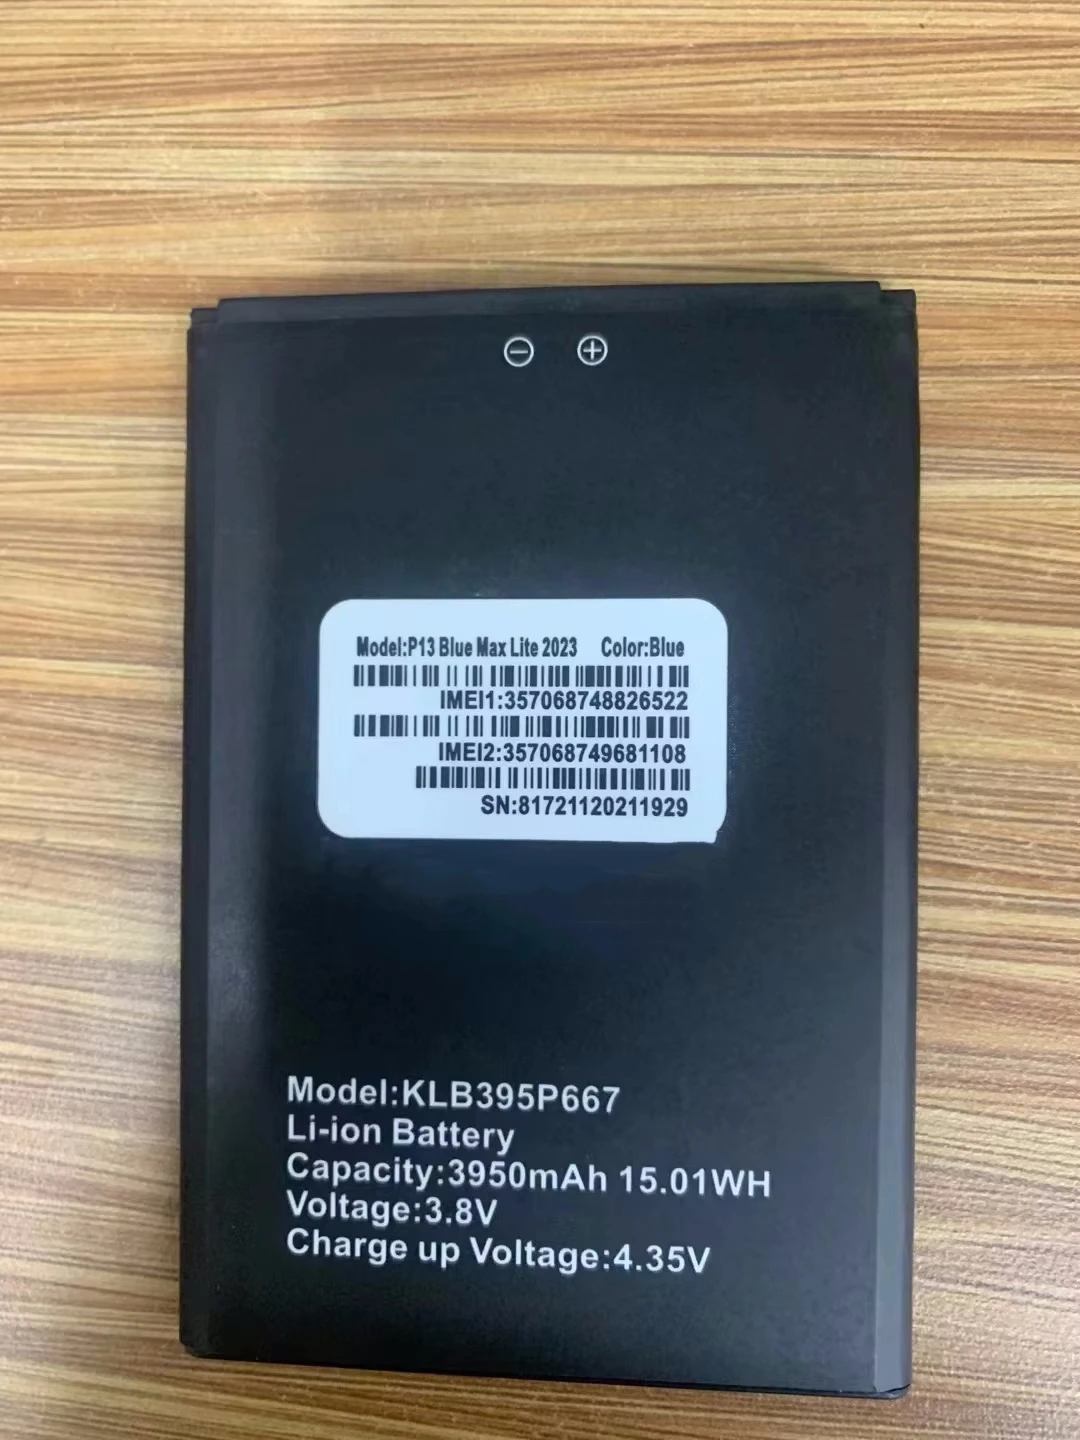 Model:P13 Blue Max Lite 2023 Color:Blue
IMEI1:357068748826522
IMEI2:357068749681108
SN:81721120211929
Model:KLB395P667
Li-ion Battery
Capacity:3950mAh 15.01WH
Voltage:3.8V
Charge up Voltage:4.35V